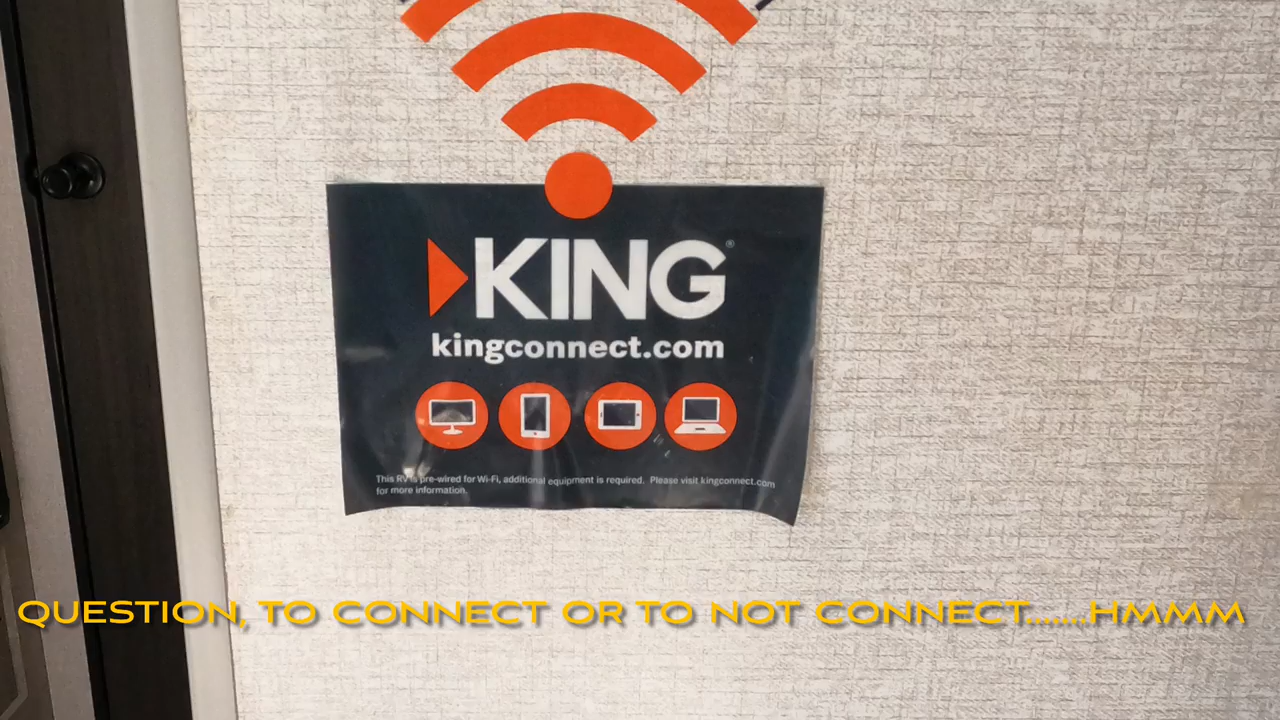 KING®
kingconnect.com
This RV is pre-wired for Wi-Fi, additional equipment is required. Please visit kingconnect.com
for more information.
QUESTION, TO CONNECT OR TO NOT CONNECT.......HMMM